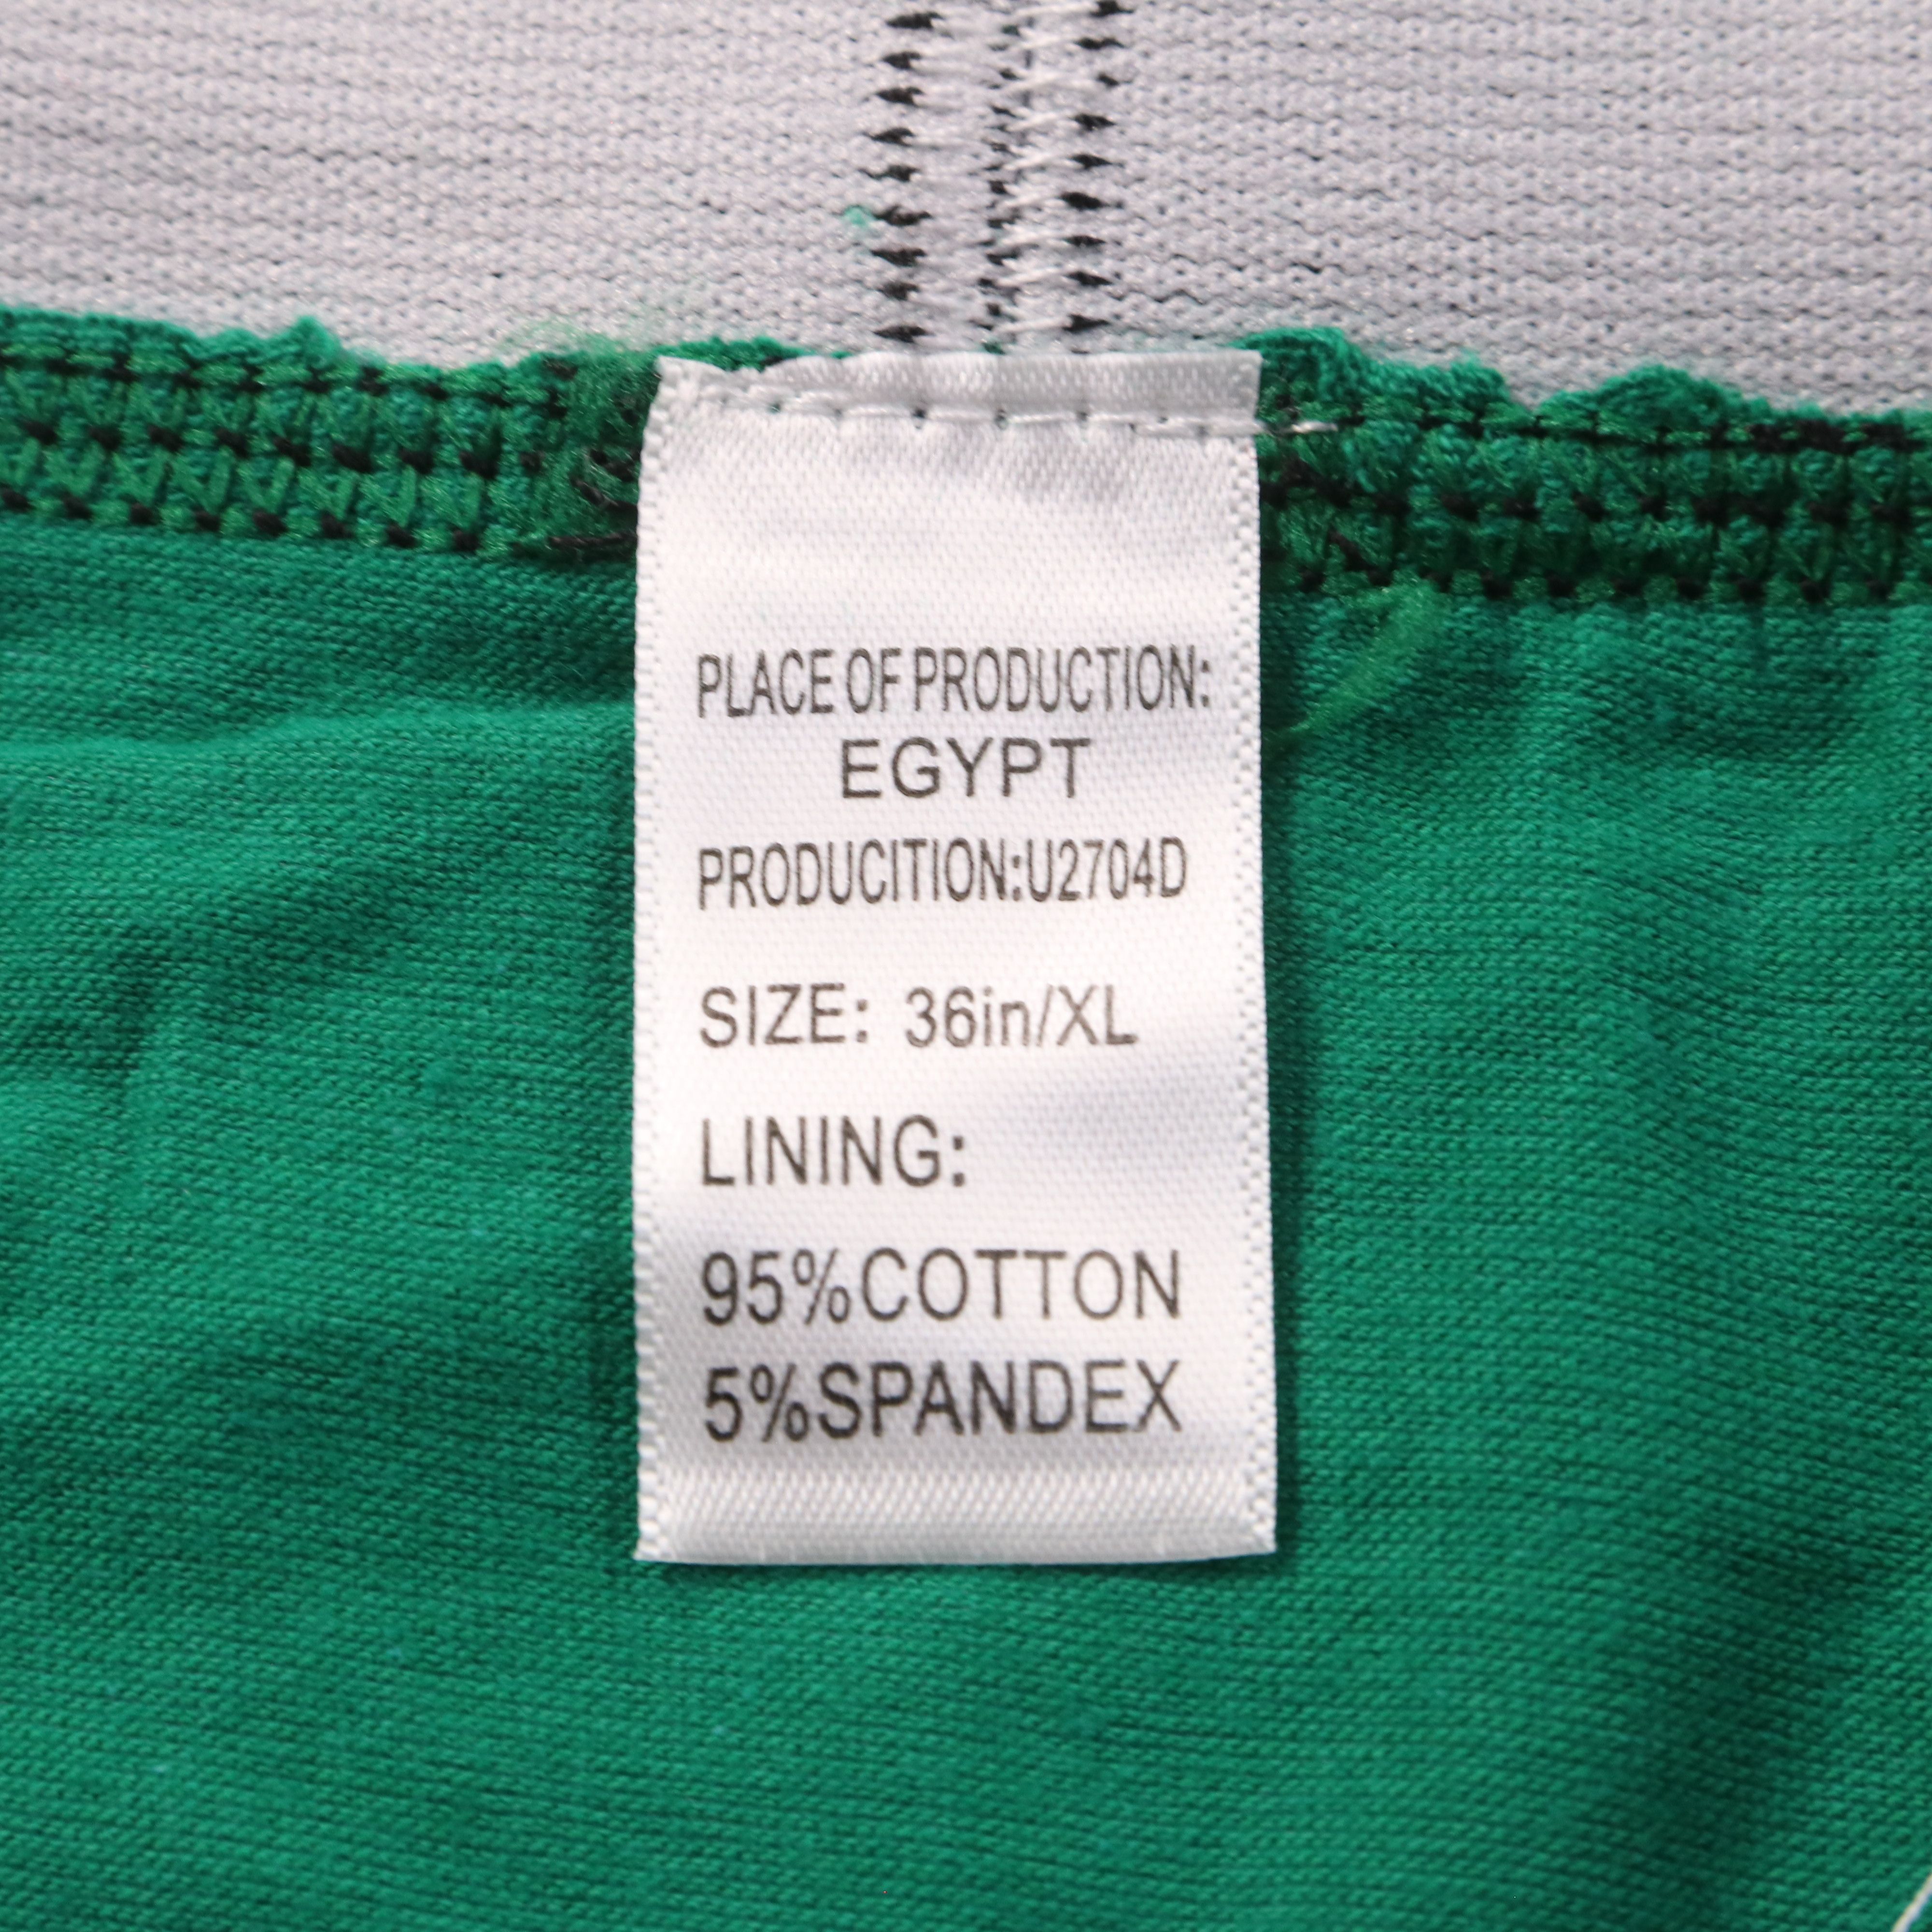 PLACE OF PRODUCTION:
EGYPT
PRODUCITION:U2704D
SIZE: 36in/XL
LINING:
95%COTTON
5%SPANDEX